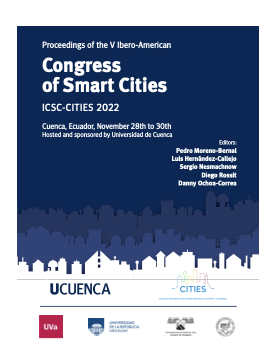 Proceedings of the V Ibero-American
Congress
of Smart Cities
ICSC-CITIES 2022
Cuenca, Ecuador, November 28th to 30th
Hosted and sponsored by Universidad de Cuenca
Editors:
Pedro Moreno-Bernal
Luis Hernández-Callejo
Sergio Nesmachnow
Diego Rossit
Danny Ochoa-Correa
UCUENCA
CITIES
UVa
UNIVERSIDAD
DE LA REPÚBLICA
URUGUAY